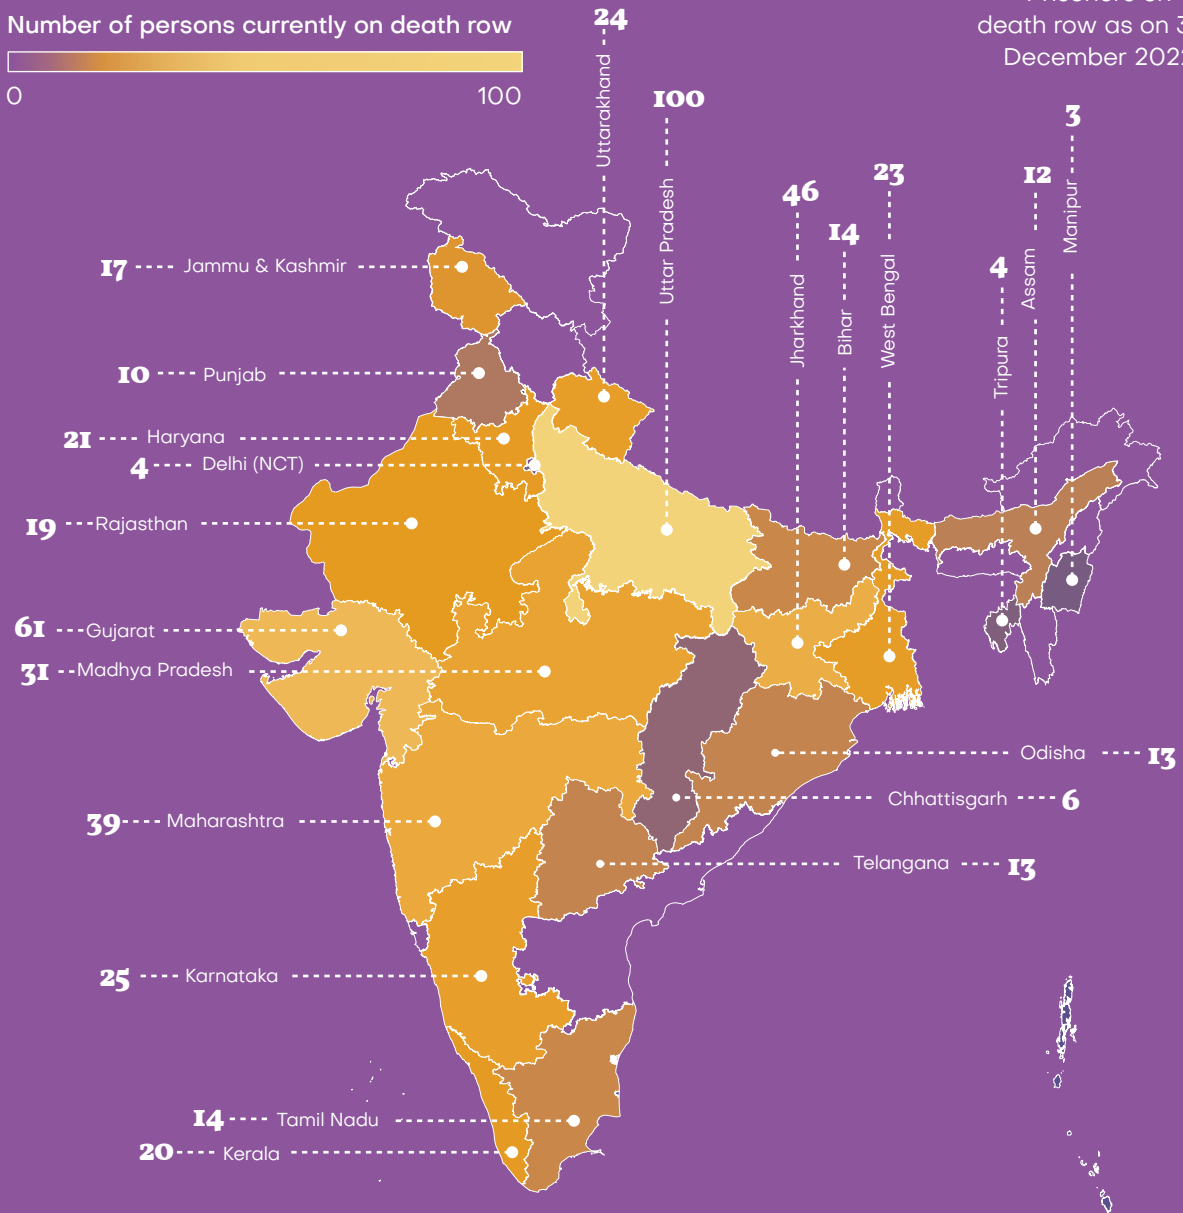 Number of persons currently on death row
0 100
death row as on 3
December 202
24
Uttarakhand
100
Uttar Pradesh
46
Jharkhand
14
Bihar
23
West Bengal
4
Tripura
12
Assam
3
Manipur
17 Jammu & Kashmir
10 Punjab
21 Haryana
4 Delhi (NCT)
19 Rajasthan
61 Gujarat
31 Madhya Pradesh
39 Maharashtra
25 Karnataka
14 Tamil Nadu
20 Kerala
Odisha 13
Chhattisgarh 6
Telangana 13